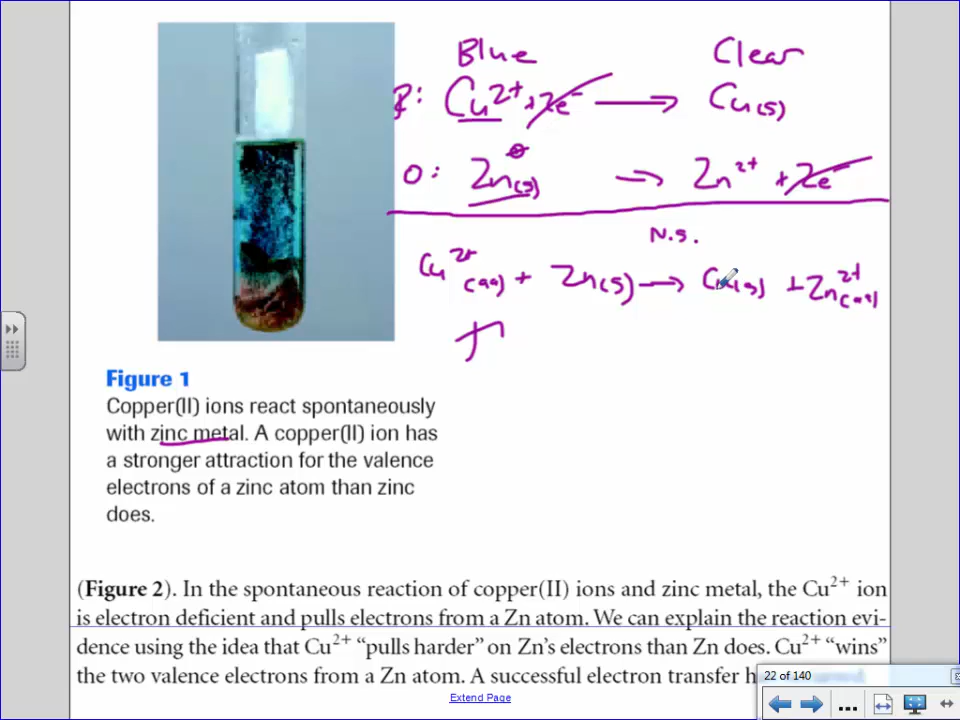 Blue Clear
R: Cu²⁺ + 2e⁻ → Cu(s)
O: Zn(s) → Zn²⁺ + 2e⁻
N.S.
Cu²⁺(aq) + Zn(s) → Cu(s) + Zn²⁺(aq)
Figure 1
Copper(II) ions react spontaneously
with zinc metal. A copper(II) ion has
a stronger attraction for the valence
electrons of a zinc atom than zinc
does.
(Figure 2). In the spontaneous reaction of copper(II) ions and zinc metal, the Cu²⁺ ion
is electron deficient and pulls electrons from a Zn atom. We can explain the reaction evi-
dence using the idea that Cu²⁺ “pulls harder” on Zn’s electrons than Zn does. Cu²⁺ “wins”
the two valence electrons from a Zn atom. A successful electron transfer
22 of 140
Extend Page